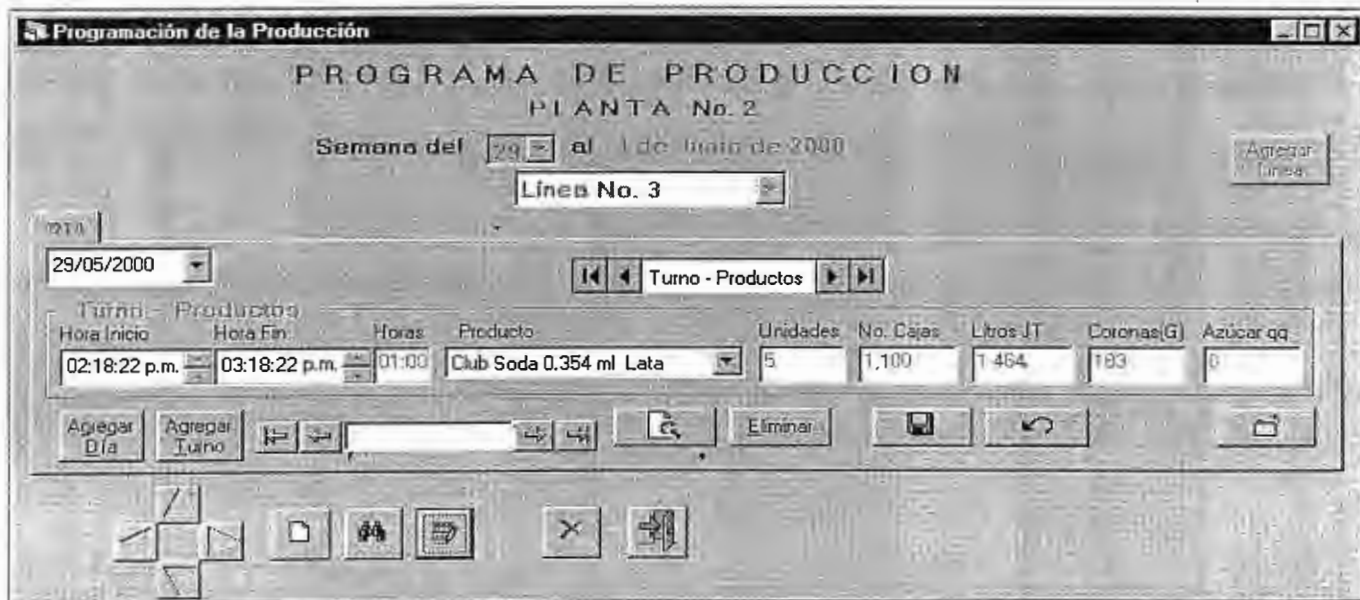 Programación de la Producción
PROGRAMA DE PRODUCCION
PLANTA No. 2
Semana del 29 al de 2000
Agregar
Línea No. 3
29/05/2000
Turno - Productos
Turno - Productos
Hora Inicio Hora Fin Horas Producto Unidades No. Cajas Litros JT Coronas(G) Azúcar qq
02:18:22 p.m. 03:18:22 p.m. 01:00 Club Soda 0.354 ml Lata 5 1,100 1 464 183 0
Agregar Día
Agregar Turno
Eliminar